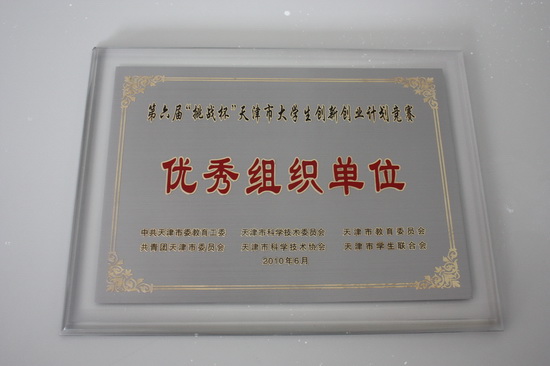 第六届“挑战杯”天津市大学生创新创业计划竞赛
优秀组织单位
中共天津市委教育工委 天津市科学技术委员会 天津市教育委员会
共青团天津市委员会 天津市科学技术协会 天津市学生联合会
2010年6月